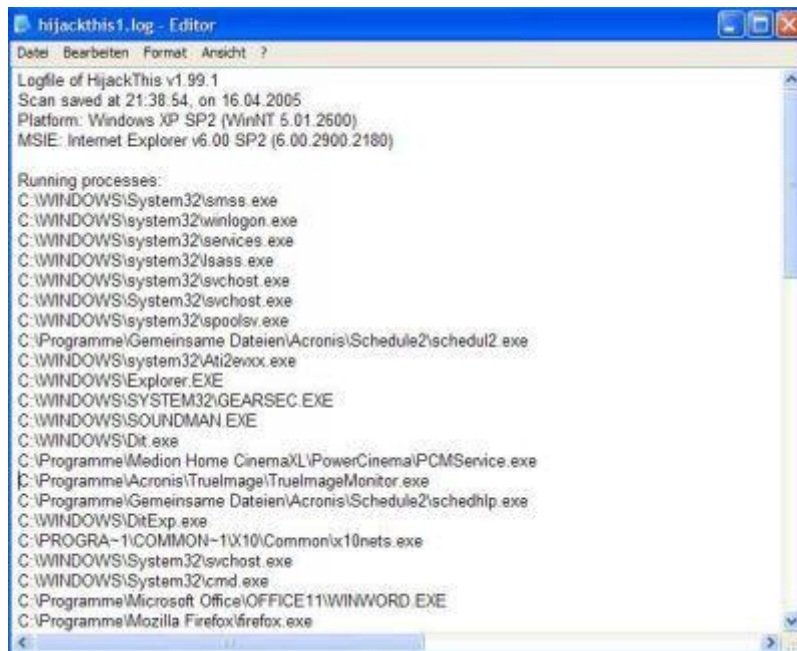 hijackthis1.log - Editor
Datei Bearbeiten Format Ansicht ?
Logfile of HijackThis v1.99.1
Scan saved at 21:38:54, on 16.04.2005
Platform: Windows XP SP2 (WinNT 5.01.2600)
MSIE: Internet Explorer v6.00 SP2 (6.00.2900.2180)
Running processes:
C:\WINDOWS\System32\smss.exe
C:\WINDOWS\system32\winlogon.exe
C:\WINDOWS\system32\services.exe
C:\WINDOWS\system32\lsass.exe
C:\WINDOWS\system32\svchost.exe
C:\WINDOWS\System32\svchost.exe
C:\WINDOWS\system32\spoolsv.exe
C:\Programme\Gemeinsame Dateien\Acronis\Schedule2\schedul2.exe
C:\WINDOWS\system32\Ati2evxx.exe
C:\WINDOWS\Explorer.EXE
C:\WINDOWS\SYSTEM32\GEARSEC.EXE
C:\WINDOWS\SOUNDMAN.EXE
C:\WINDOWS\Dit.exe
C:\Programme\Medion Home CinemaXL\PowerCinema\PCMService.exe
C:\Programme\Acronis\TrueImage\TrueImageMonitor.exe
C:\Programme\Gemeinsame Dateien\Acronis\Schedule2\schedhlp.exe
C:\WINDOWS\DitExp.exe
C:\PROGRA~1\COMMON~1\X10\Common\x10nets.exe
C:\WINDOWS\System32\svchost.exe
C:\WINDOWS\System32\cmd.exe
C:\Programme\Microsoft Office\OFFICE11\WINWORD.EXE
C:\Programme\Mozilla Firefox\firefox.exe